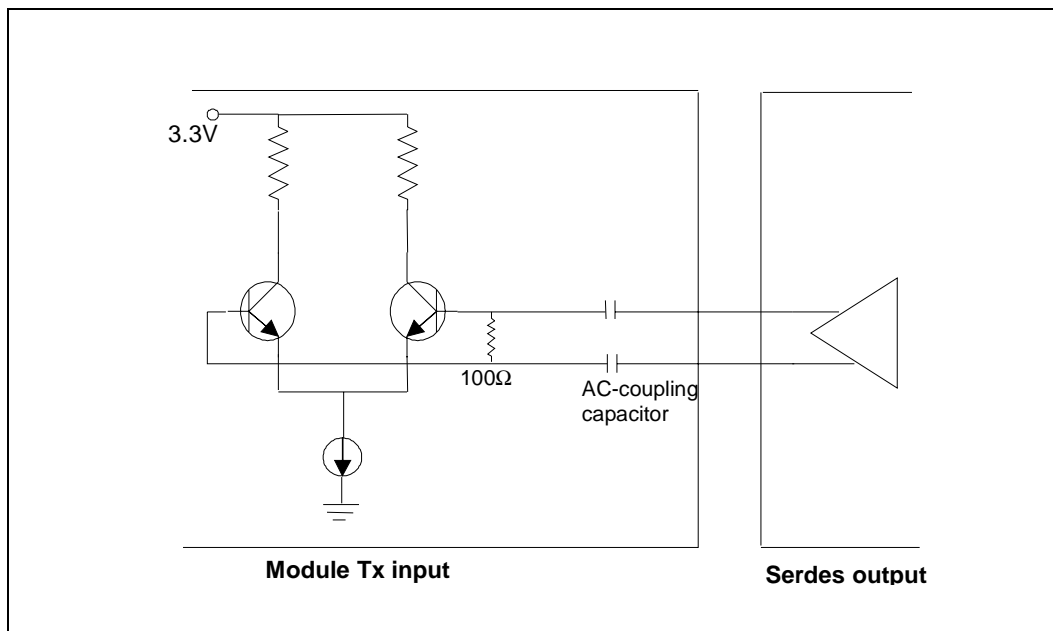 3.3V
100Ω
AC-coupling
capacitor
Module Tx input
Serdes output